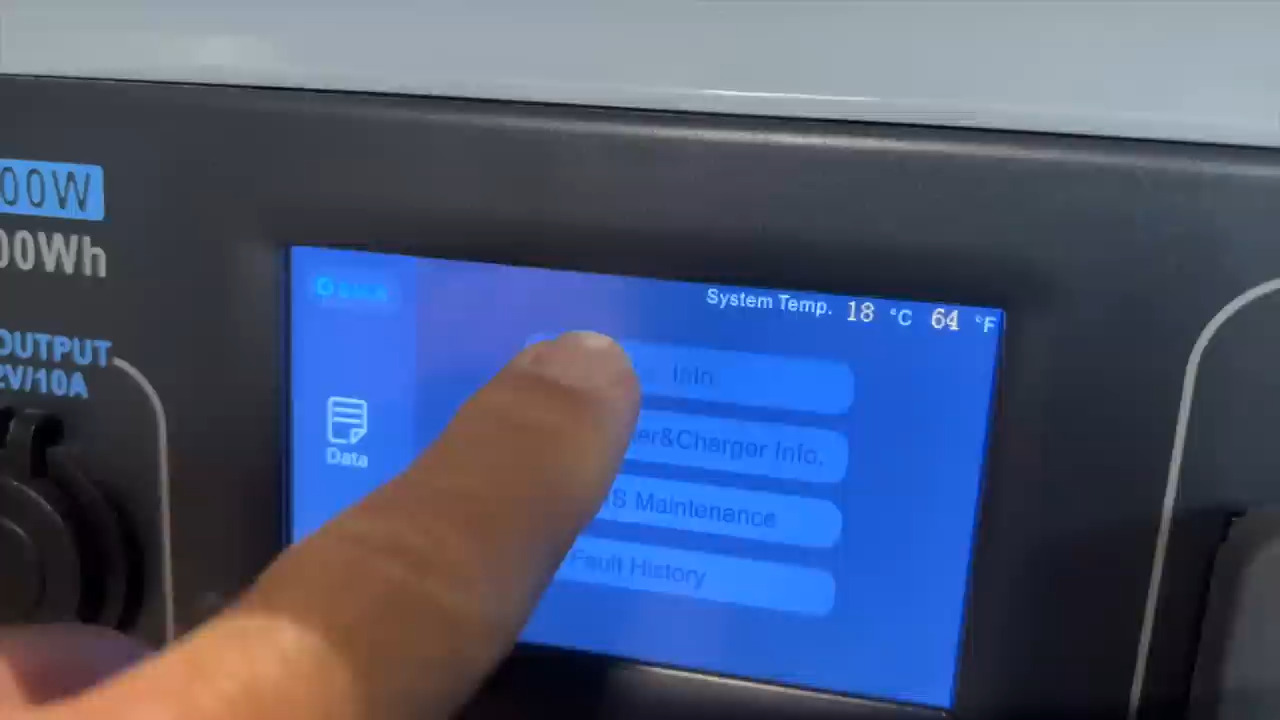 00W
00Wh
OUTPUT
2V/10A
System Temp. 18 °C 64 °F
Info.
er&Charger Info.
S Maintenance
Fault History
Data